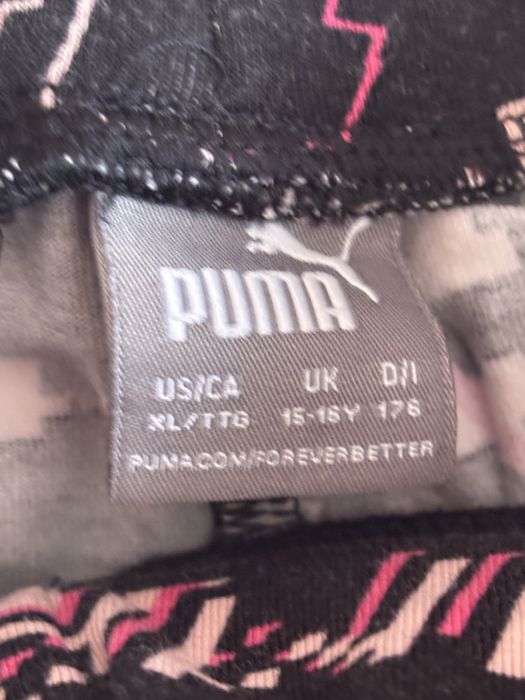 PUMA
US/CA UK D/I
XL/TTG 15-16Y 176
PUMA.COM/FOREVERBETTER